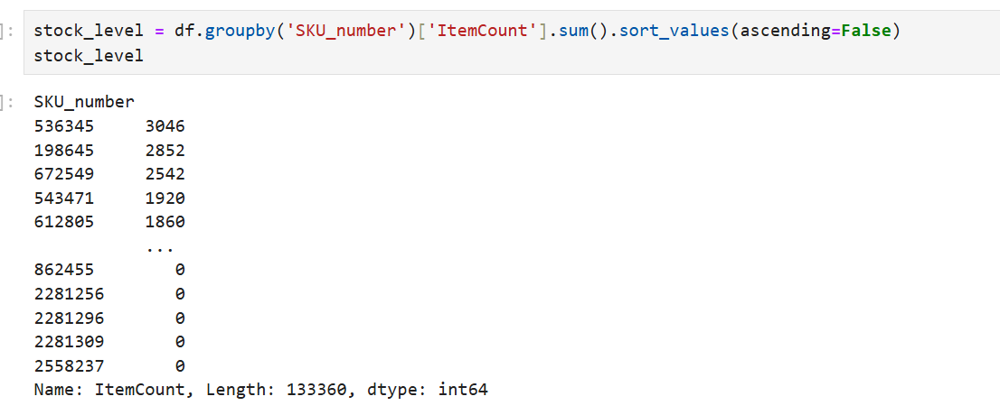 ]: stock_level = df.groupby('SKU_number')['ItemCount'].sum().sort_values(ascending=False)
stock_level
]: SKU_number
536345 3046
198645 2852
672549 2542
543471 1920
612805 1860
...
862455 0
2281256 0
2281296 0
2281309 0
2558237 0
Name: ItemCount, Length: 133360, dtype: int64